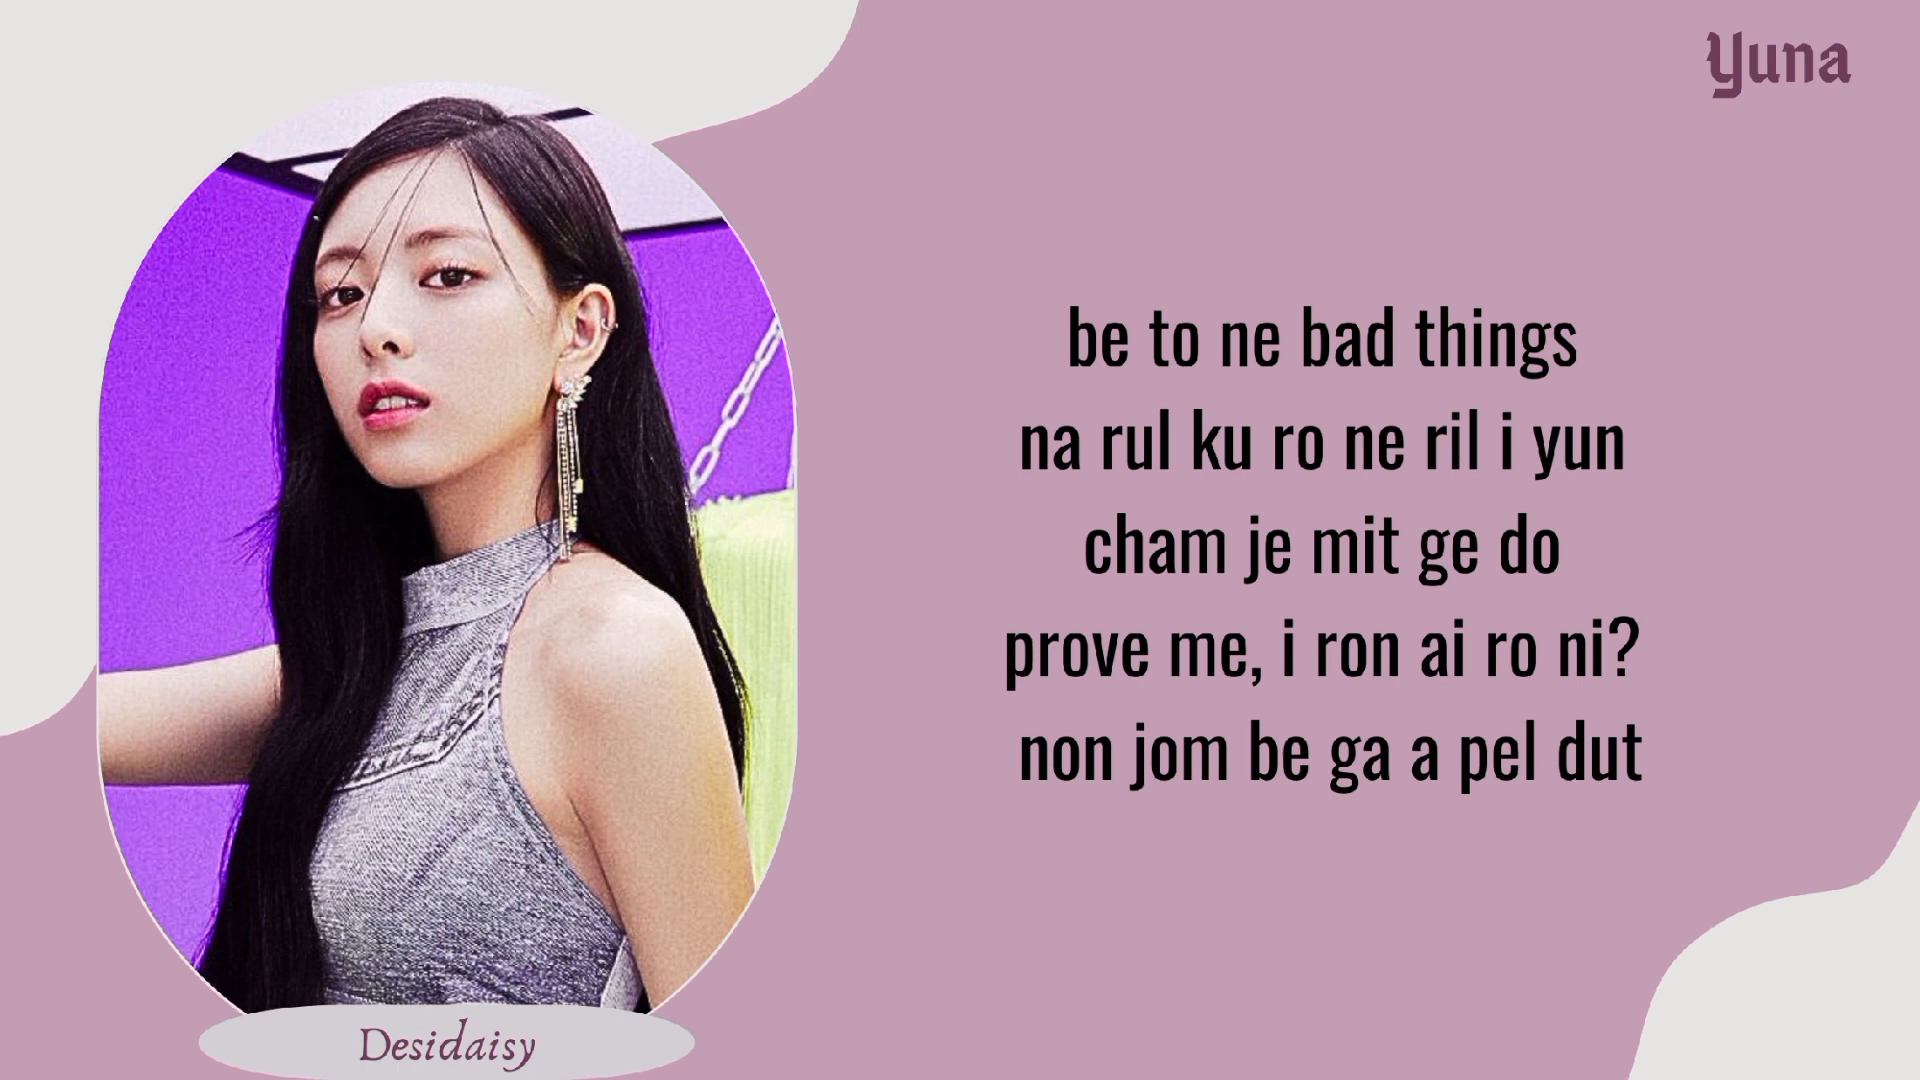 Yuna
be to ne bad things
na rul ku ro ne ril i yun
cham je mit ge do
prove me, i ron ai ro ni?
non jom be ga a pel dut
Desidaisy